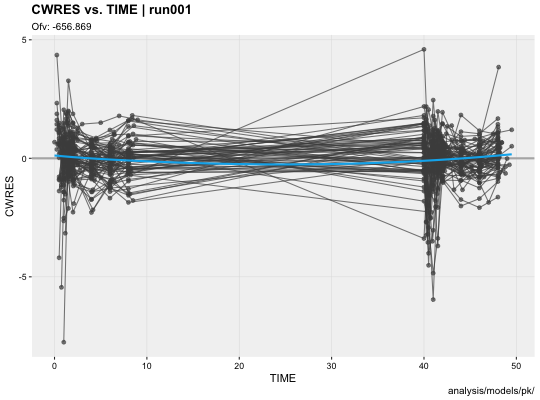 CWRES vs. TIME | run001
Ofv: -656.869
5
0
-5
CWRES
0
10
20
30
40
50
TIME
analysis/models/pk/